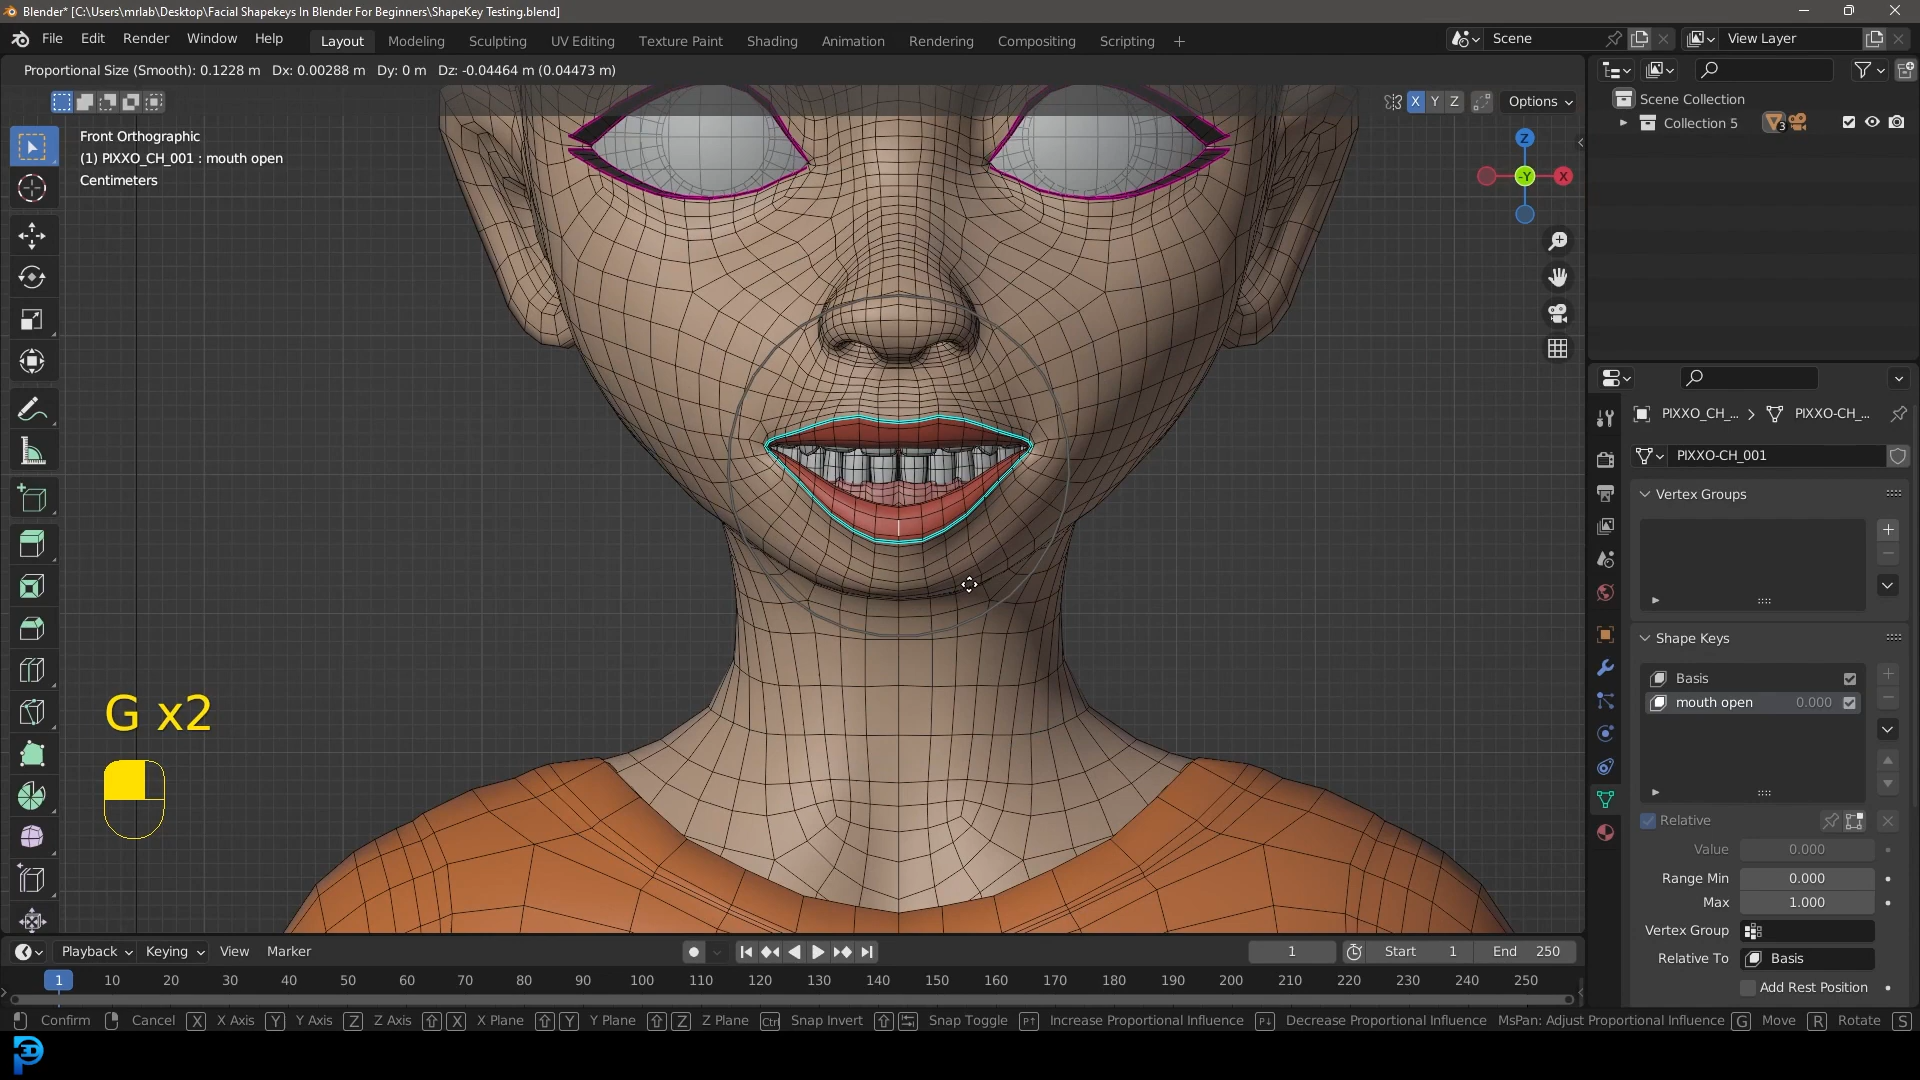 Blender* [C:\Users\mrlab\Desktop\Facial Shapekeys In Blender For Beginners\ShapeKey Testing.blend]
File Edit Render Window Help Layout Modeling Sculpting UV Editing Texture Paint Shading Animation Rendering Compositing Scripting + Scene View Layer
Proportional Size (Smooth): 0.1228 m Dx: 0.00288 m Dy: 0 m Dz: -0.04464 m (0.04473 m)
X Y Z Options
Front Orthographic
(1) PIXXO_CH_001 : mouth open
Centimeters
Z
-Y X
Scene Collection
Collection 5 3
PIXXO_CH_... > PIXXO-CH_...
PIXXO-CH_001
Vertex Groups
Shape Keys
Basis
mouth open 0.000
Relative
Value 0.000
Range Min 0.000
Max 1.000
Vertex Group
Relative To Basis
Add Rest Position
G x2
Playback Keying View Marker 1 Start 1 End 250
1 10 20 30 40 50 60 70 80 90 100 110 120 130 140 150 160 170 180 190 200 210 220 230 240 250
Confirm Cancel X X Axis Y Y Axis Z Z Axis X X Plane Y Y Plane Z Z Plane Ctrl Snap Invert Snap Toggle P↑ Increase Proportional Influence P↓ Decrease Proportional Influence MsPan: Adjust Proportional Influence G Move R Rotate S
3D